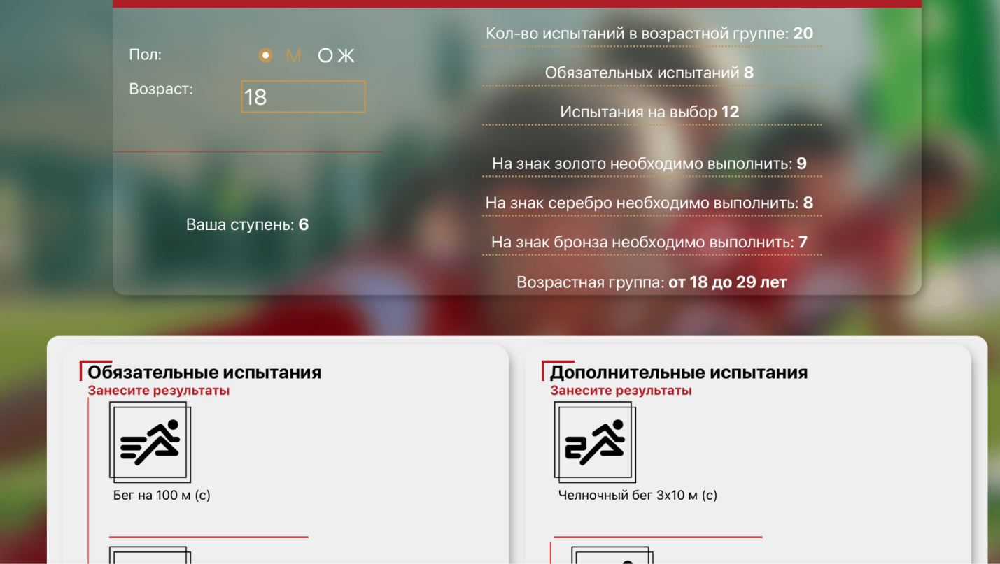 Пол:
М
Ж
Возраст:
18
Ваша ступень: 6
Кол-во испытаний в возрастной группе: 20
Обязательных испытаний 8
Испытания на выбор 12
На знак золото необходимо выполнить: 9
На знак серебро необходимо выполнить: 8
На знак бронза необходимо выполнить: 7
Возрастная группа: от 18 до 29 лет
Обязательные испытания
Занесите результаты
Бег на 100 м (с)
Дополнительные испытания
Занесите результаты
Челночный бег 3х10 м (с)